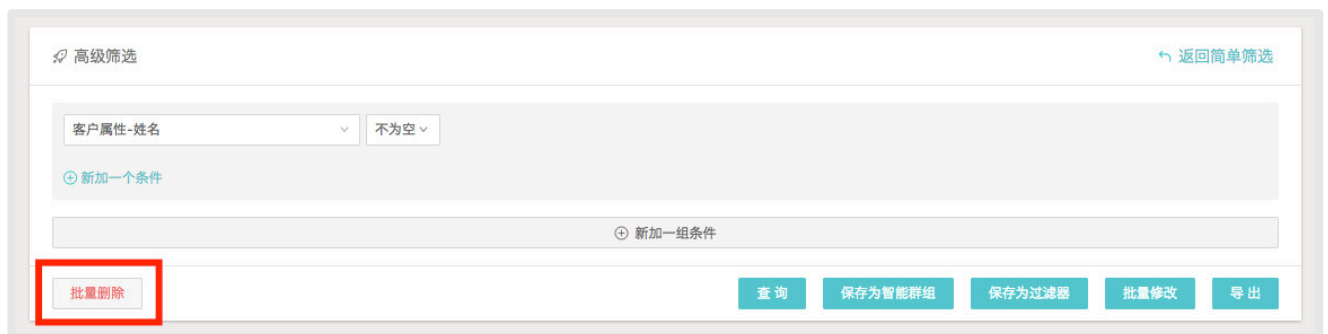 高级筛选 返回简单筛选
客户属性-姓名 不为空
新加一个条件
新加一组条件
批量删除 查 询 保存为智能群组 保存为过滤器 批量修改 导 出